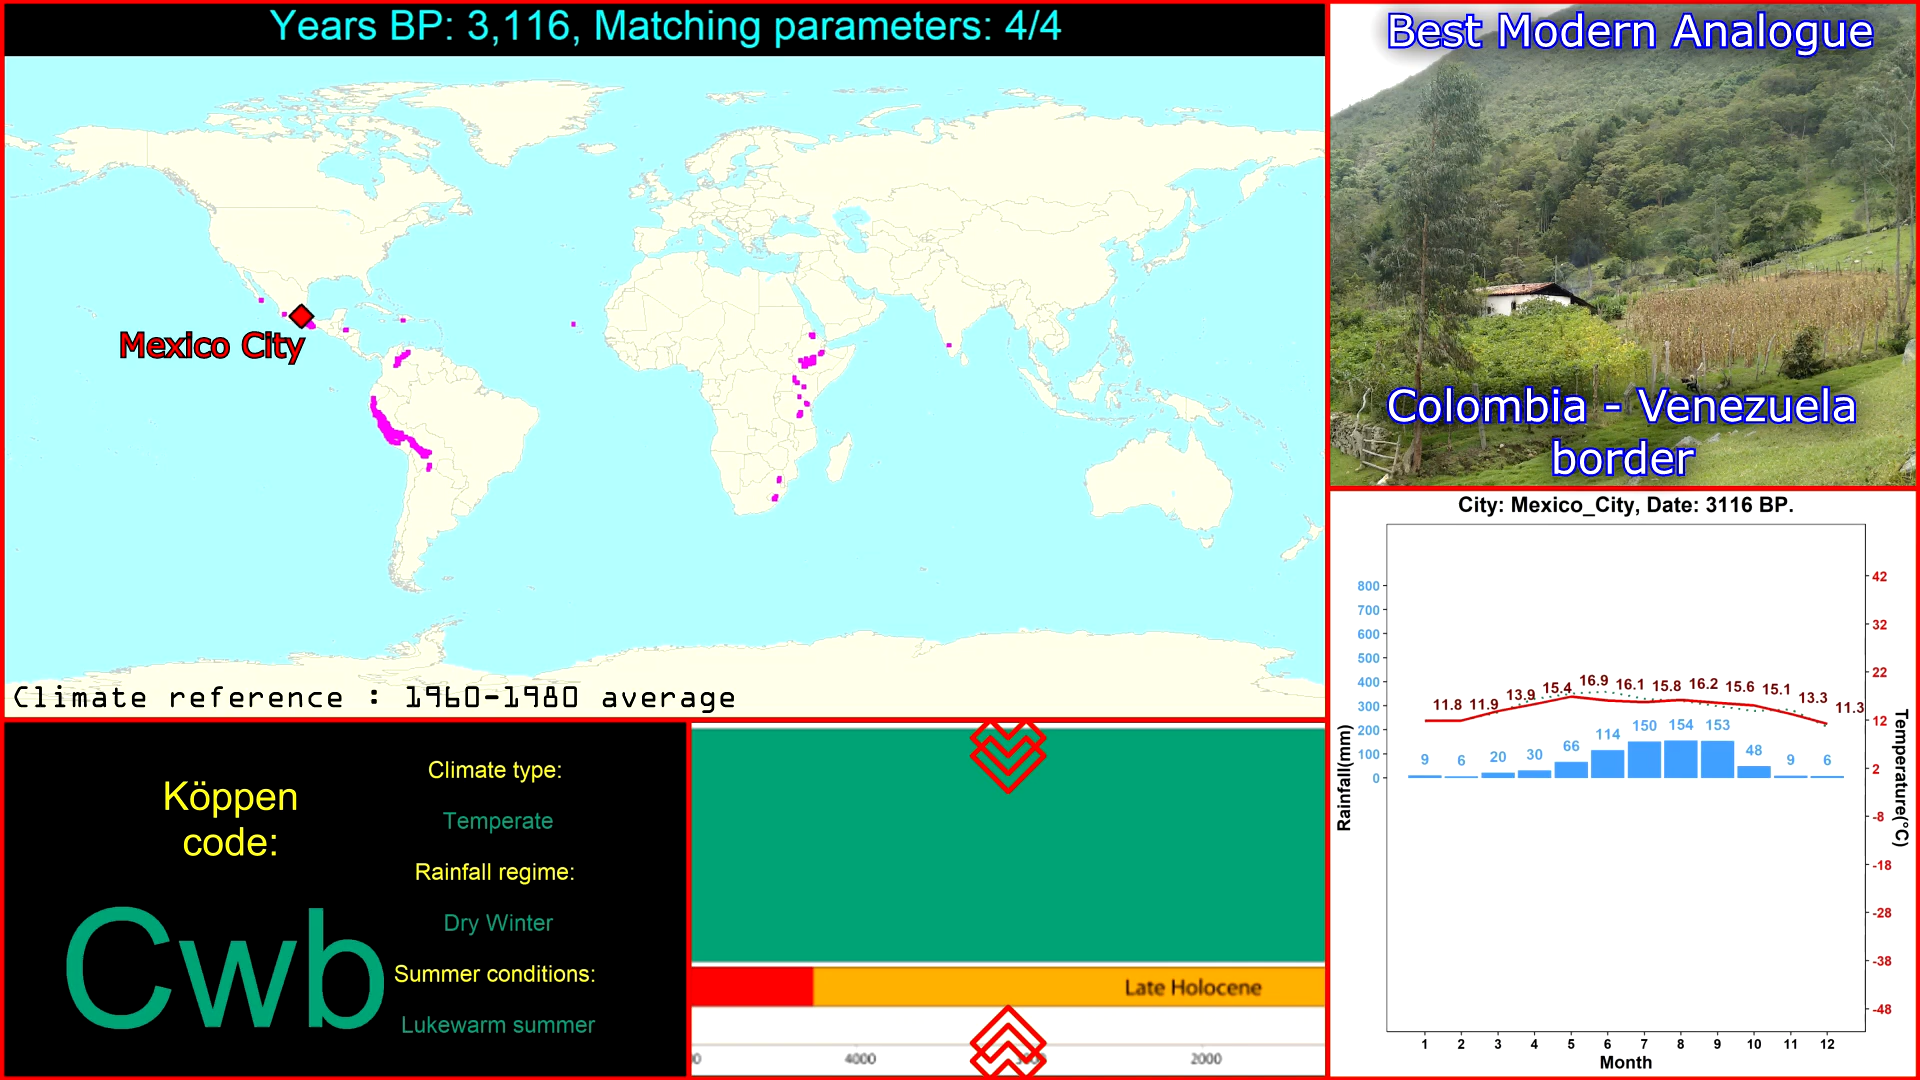 Years BP: 3,116, Matching parameters: 4/4
Mexico City
Climate reference : 1960-1980 average
Best Modern Analogue
Colombia - Venezuela
border
City: Mexico_City, Date: 3116 BP.
Rainfall(mm)
800
700
600
500
400
300
200
100
0
11.8 11.9 13.9 15.4 16.9 16.1 15.8 16.2 15.6 15.1 13.3 11.3
9 6 20 30 66 114 150 154 153 48 9 6
42
32
22
12
2
-8
-18
-28
-38
-48
Temperature(°C)
1 2 3 4 5 6 7 8 9 10 11 12
Month
Köppen
code:
Cwb
Climate type:
Temperate
Rainfall regime:
Dry Winter
Summer conditions:
Lukewarm summer
Late Holocene
4000 2000